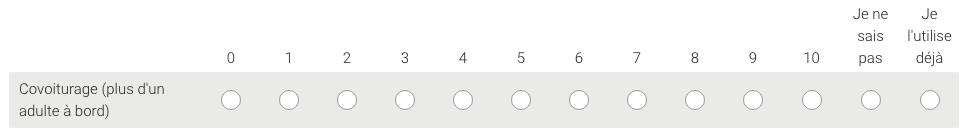 Je ne sais pas
Je l'utilise déjà
0 1 2 3 4 5 6 7 8 9 10
Covoiturage (plus d'un
adulte à bord)